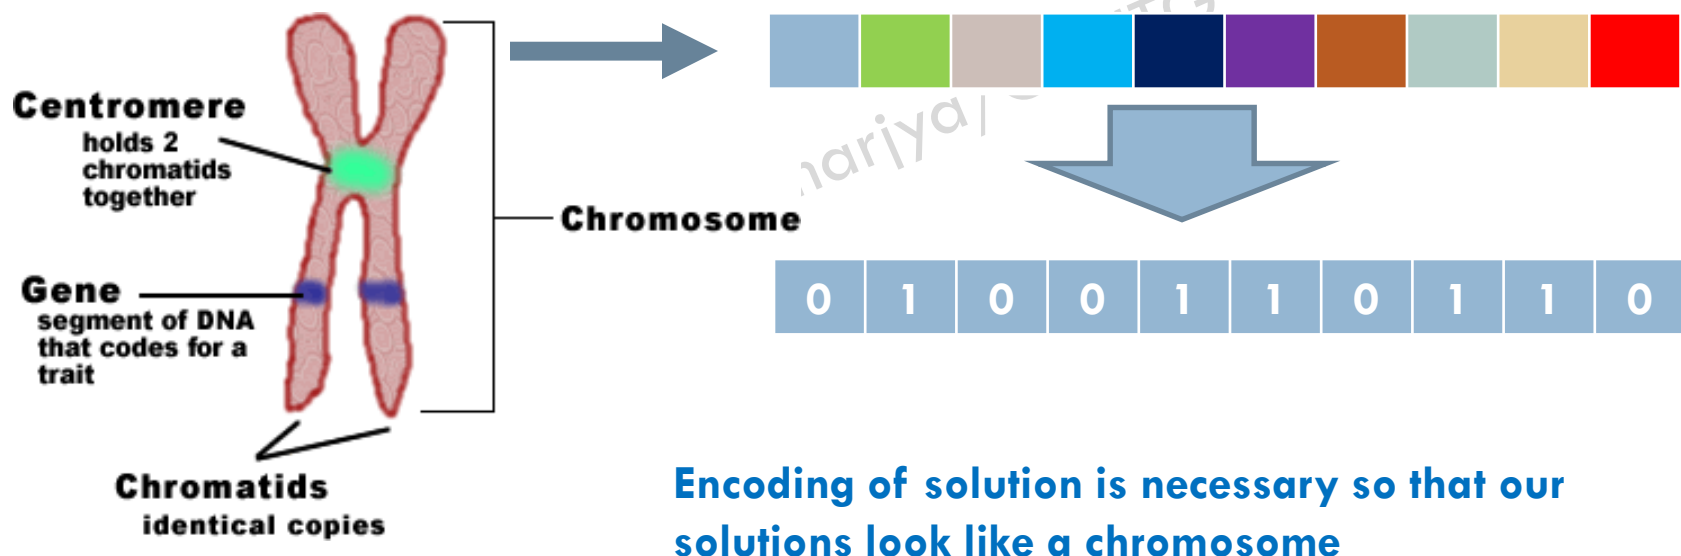 Centromere
holds 2
chromatids
together
Gene
segment of DNA
that codes for a
trait
Chromatids
identical copies
Chromosome
0 1 0 0 1 1 0 1 1 0
Encoding of solution is necessary so that our
solutions look like a chromosome